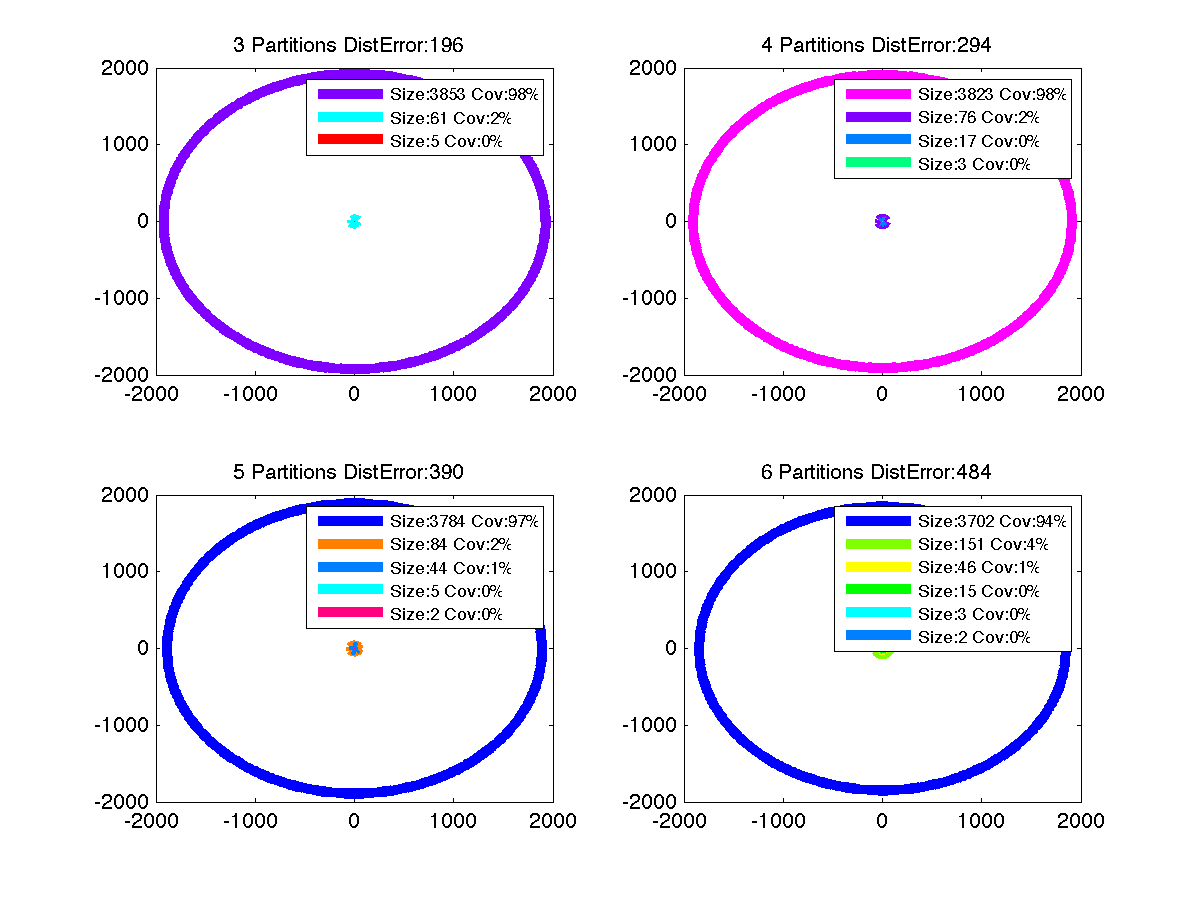 3 Partitions DistError:196
2000
1000
0
-1000
-2000
-2000 -1000 0 1000 2000
Size:3853 Cov:98%
Size:61 Cov:2%
Size:5 Cov:0%
4 Partitions DistError:294
2000
1000
0
-1000
-2000
-2000 -1000 0 1000 2000
Size:3823 Cov:98%
Size:76 Cov:2%
Size:17 Cov:0%
Size:3 Cov:0%
5 Partitions DistError:390
2000
1000
0
-1000
-2000
-2000 -1000 0 1000 2000
Size:3784 Cov:97%
Size:84 Cov:2%
Size:44 Cov:1%
Size:5 Cov:0%
Size:2 Cov:0%
6 Partitions DistError:484
2000
1000
0
-1000
-2000
-2000 -1000 0 1000 2000
Size:3702 Cov:94%
Size:151 Cov:4%
Size:46 Cov:1%
Size:15 Cov:0%
Size:3 Cov:0%
Size:2 Cov:0%